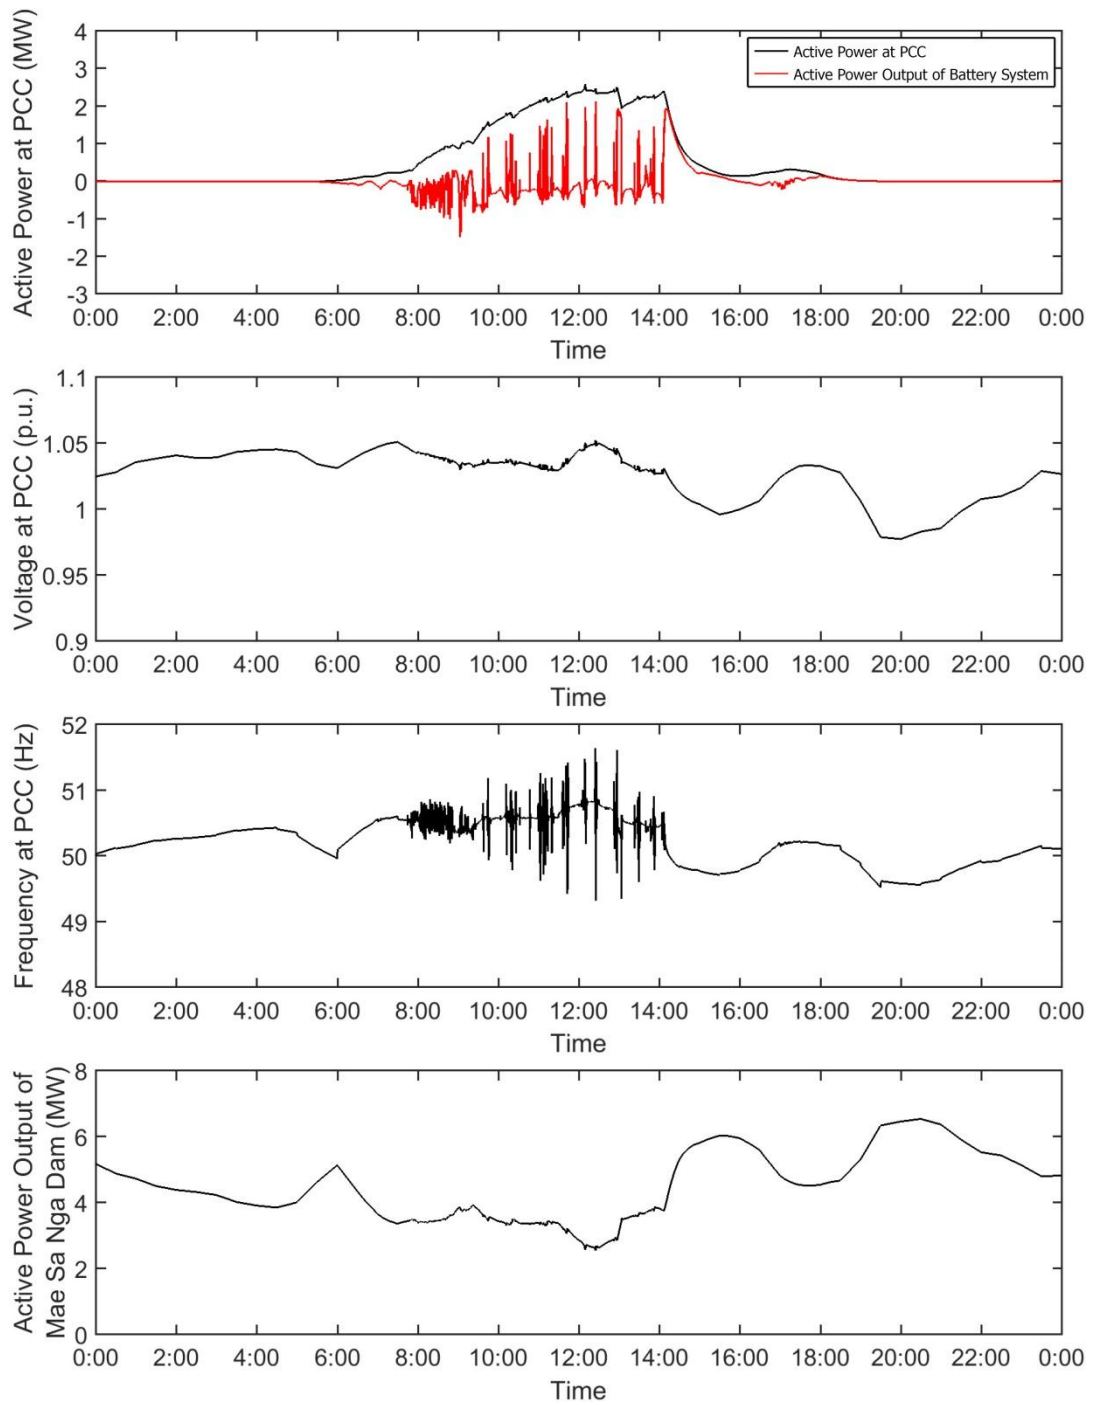 Active Power at PCC (MW)
4
3
2
1
0
-1
-2
-3
Active Power at PCC
Active Power Output of Battery System
0:00 2:00 4:00 6:00 8:00 10:00 12:00 14:00 16:00 18:00 20:00 22:00 0:00
Time
Voltage at PCC (p.u.)
1.1
1.05
1
0.95
0.9
0:00 2:00 4:00 6:00 8:00 10:00 12:00 14:00 16:00 18:00 20:00 22:00 0:00
Time
Frequency at PCC (Hz)
52
51
50
49
48
0:00 2:00 4:00 6:00 8:00 10:00 12:00 14:00 16:00 18:00 20:00 22:00 0:00
Time
Active Power Output of
Mae Sa Nga Dam (MW)
8
6
4
2
0
0:00 2:00 4:00 6:00 8:00 10:00 12:00 14:00 16:00 18:00 20:00 22:00 0:00
Time